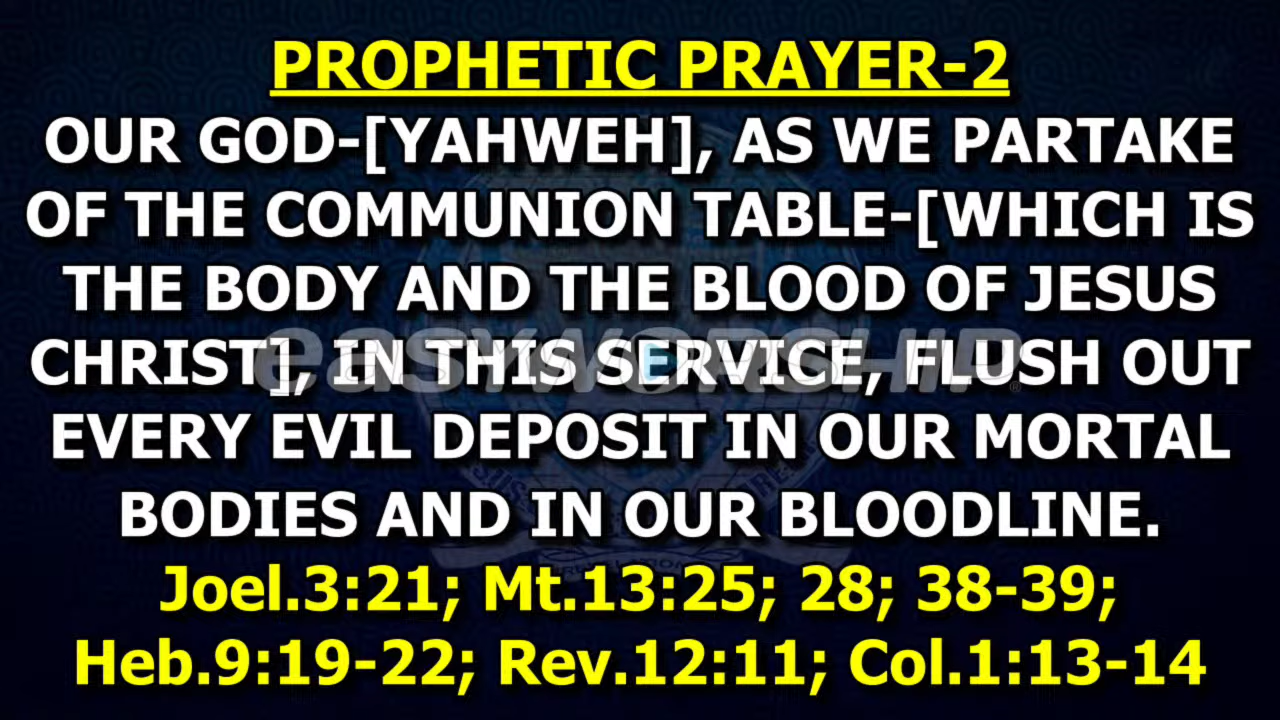 PROPHETIC PRAYER-2
OUR GOD-[YAHWEH], AS WE PARTAKE
OF THE COMMUNION TABLE-[WHICH IS
THE BODY AND THE BLOOD OF JESUS
CHRIST], IN THIS SERVICE, FLUSH OUT
EVERY EVIL DEPOSIT IN OUR MORTAL
BODIES AND IN OUR BLOODLINE.
Joel.3:21; Mt.13:25; 28; 38-39;
Heb.9:19-22; Rev.12:11; Col.1:13-14
easyworship®